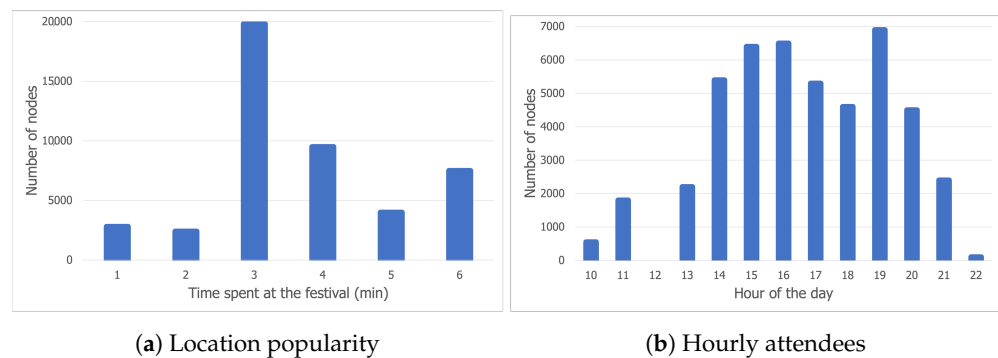 20000
15000
10000
5000
0
Number of nodes
1 2 3 4 5 6
Time spent at the festival (min)
(a) Location popularity
7000
6000
5000
4000
3000
2000
1000
0
Number of nodes
10 11 12 13 14 15 16 17 18 19 20 21 22
Hour of the day
(b) Hourly attendees